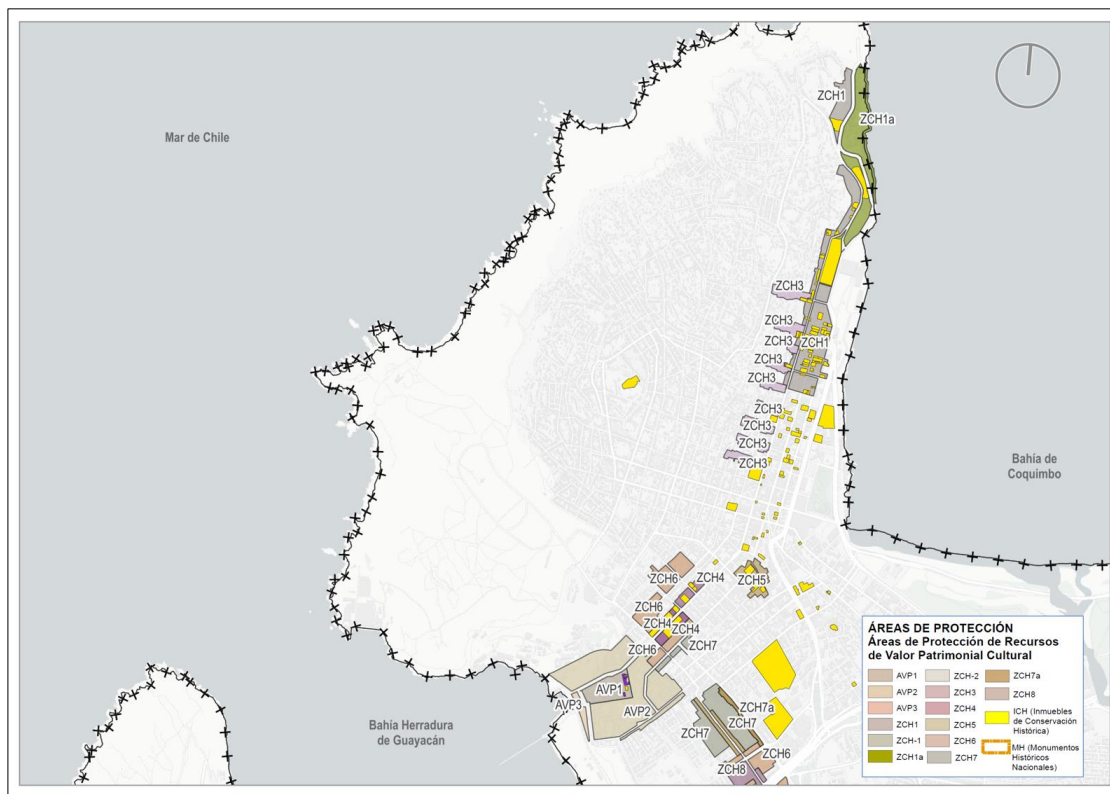 ZCH1
ZCH1a
Mar de Chile
ZCH3
ZCH3
ZCH1
ZCH3
ZCH3
ZCH3
ZCH3
ZCH3
ZCH3
ZCH3
Bahía de
Coquimbo
ZCH6
ZCH4
ZCH5
ZCH6
ZCH4
ZCH4
ZCH6
ZCH7
AVP1
AVP3
AVP2
ZCH7a
ZCH7
ZCH7
ZCH6
ZCH8
Bahía Herradura
de Guayacán
ÁREAS DE PROTECCIÓN
Áreas de Protección de Recursos
de Valor Patrimonial Cultural
AVP1
AVP2
AVP3
ZCH1
ZCH-1
ZCH1a
ZCH-2
ZCH3
ZCH4
ZCH5
ZCH6
ZCH7
ZCH7a
ZCH8
ICH (Inmuebles
de Conservación
Histórica)
MH (Monumentos
Históricos
Nacionales)